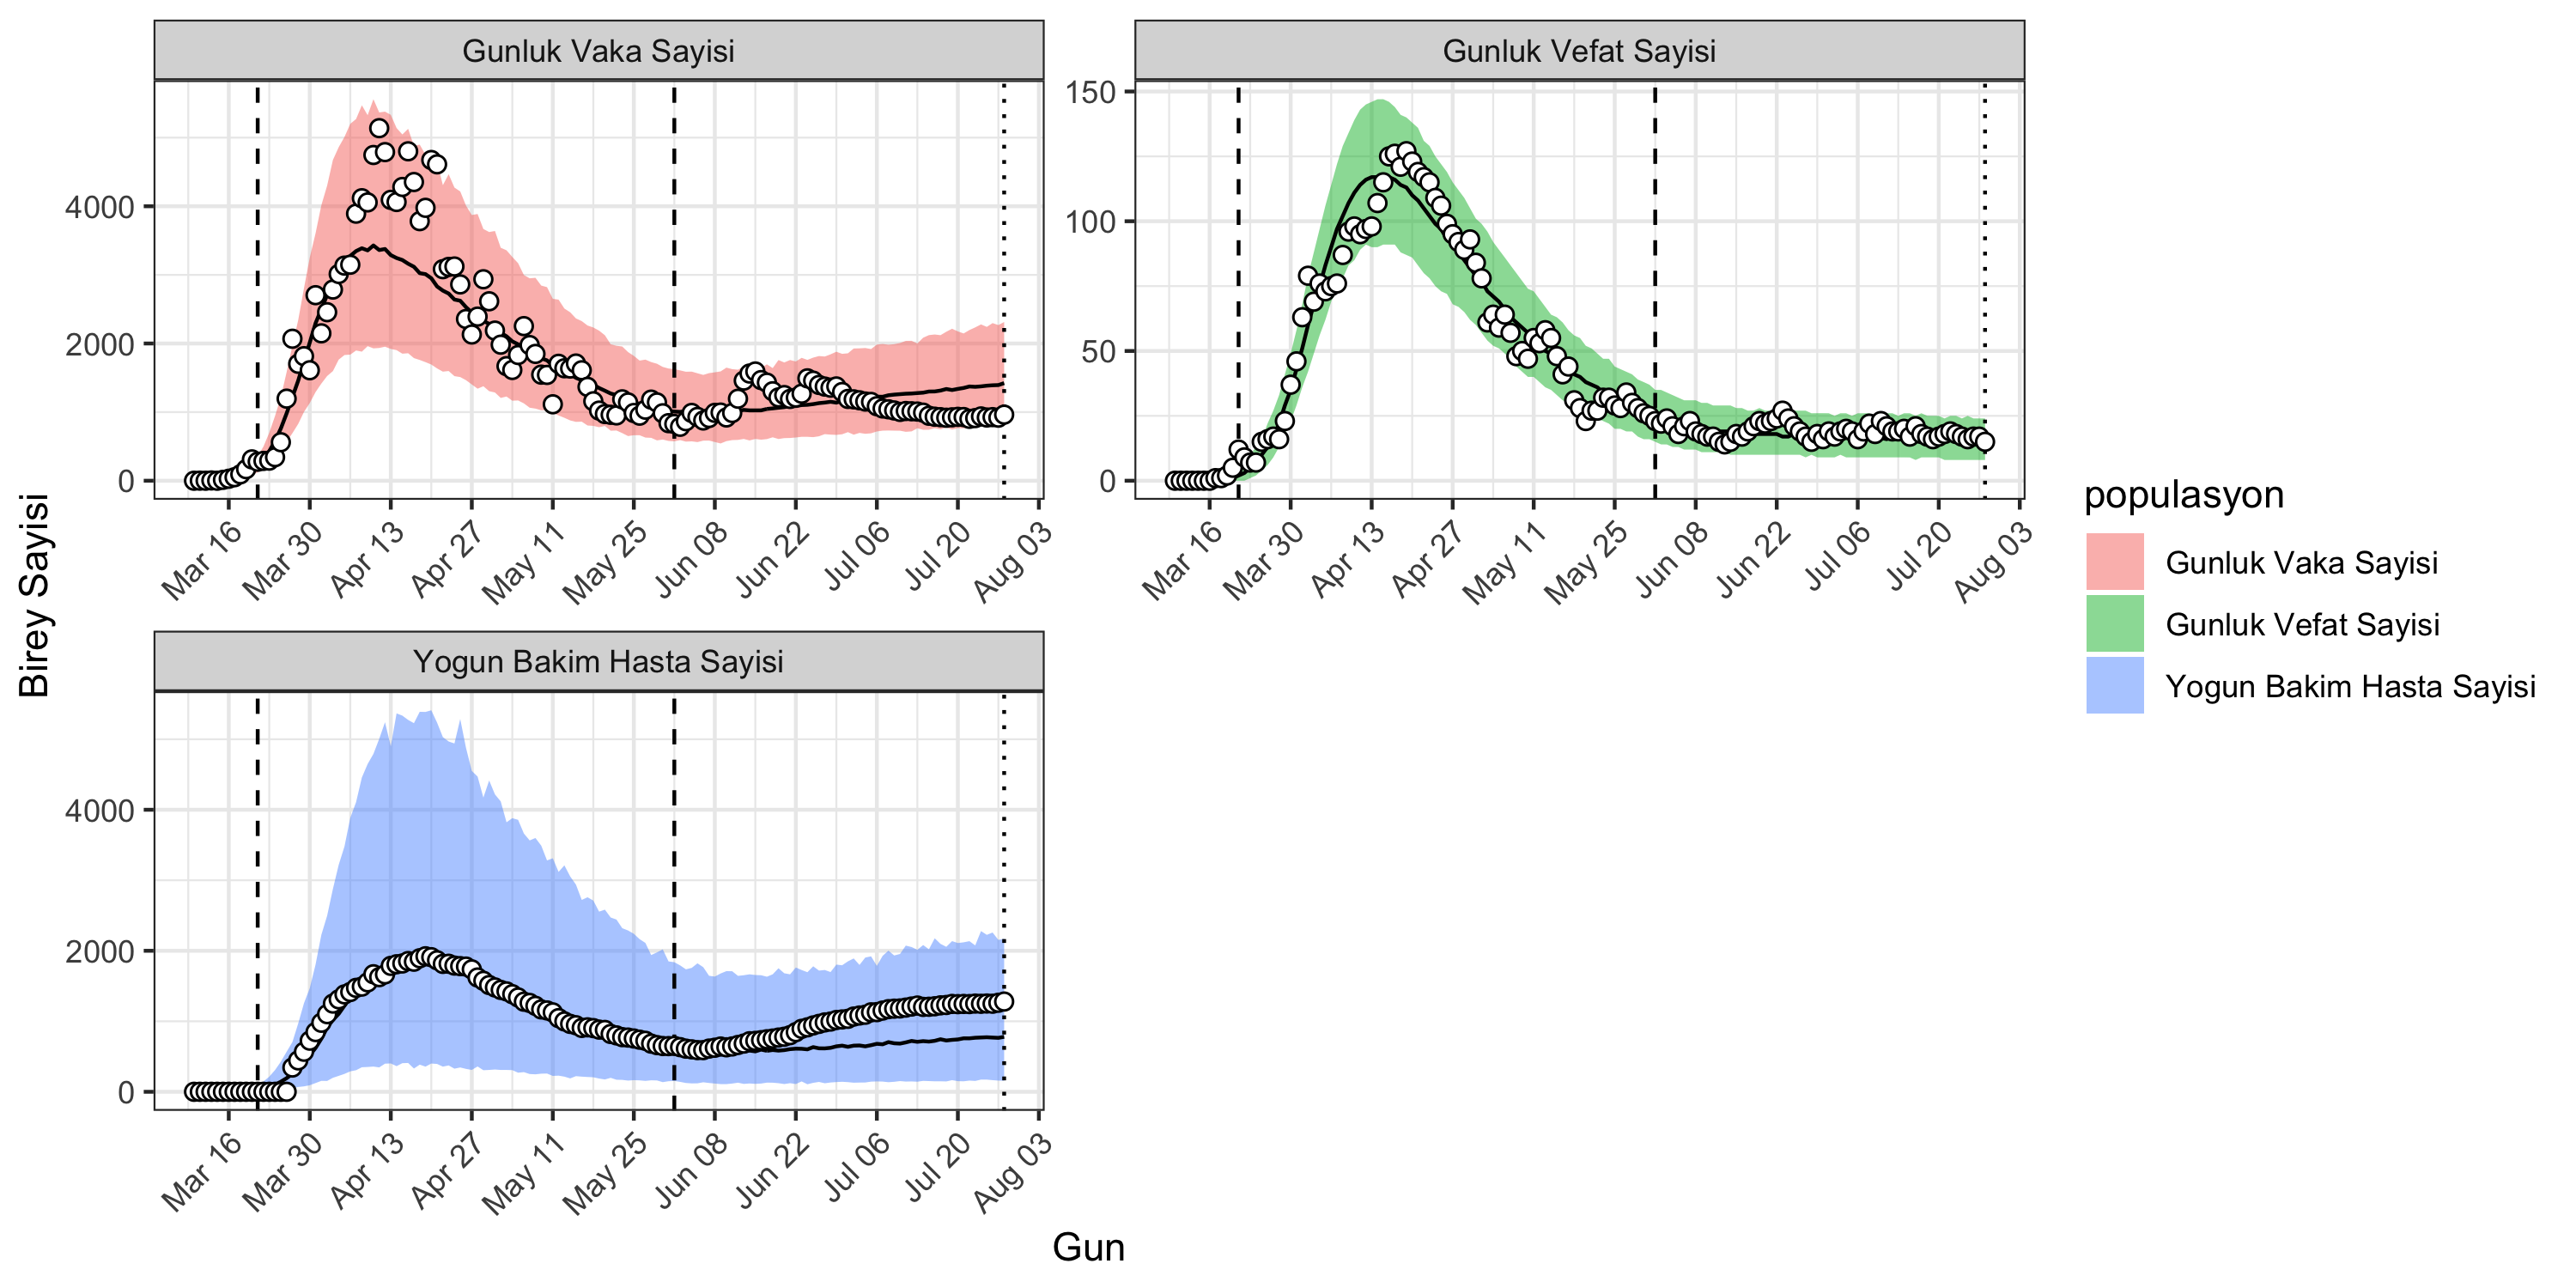 Gunluk Vaka Sayisi
4000
2000
0
Mar 16
Mar 30
Apr 13
Apr 27
May 11
May 25
Jun 08
Jun 22
Jul 06
Jul 20
Aug 03
Gunluk Vefat Sayisi
150
100
50
0
Mar 16
Mar 30
Apr 13
Apr 27
May 11
May 25
Jun 08
Jun 22
Jul 06
Jul 20
Aug 03
Birey Sayisi
Yogun Bakim Hasta Sayisi
4000
2000
0
Mar 16
Mar 30
Apr 13
Apr 27
May 11
May 25
Jun 08
Jun 22
Jul 06
Jul 20
Aug 03
Gun
populasyon
Gunluk Vaka Sayisi
Gunluk Vefat Sayisi
Yogun Bakim Hasta Sayisi